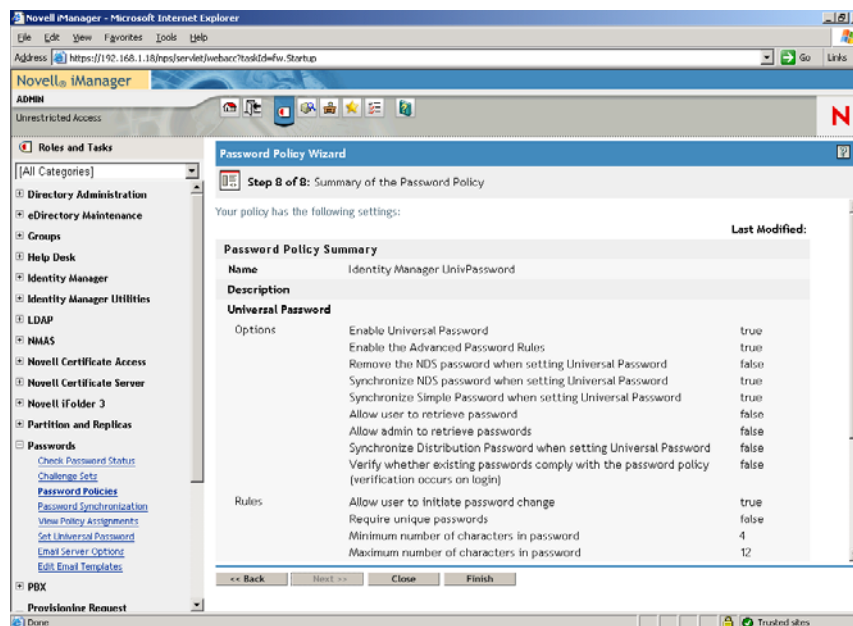 Novell iManager - Microsoft Internet Explorer
File Edit View Favorites Tools Help
Address https://192.168.1.18/nps/servlet/webacc?taskId=fw.Startup Go Links
Novell® iManager
ADMIN
Unrestricted Access
N
Roles and Tasks
[All Categories]
Directory Administration
eDirectory Maintenance
Groups
Help Desk
Identity Manager
Identity Manager Utilities
LDAP
NMAS
Novell Certificate Access
Novell Certificate Server
Novell iFolder 3
Partition and Replicas
Passwords
Check Password Status
Challenge Sets
Password Policies
Password Synchronization
View Policy Assignments
Set Universal Password
Email Server Options
Edit Email Templates
PBX
Provisioning Request
Password Policy Wizard ?
Step 8 of 8: Summary of the Password Policy
Your policy has the following settings:
Last Modified:
Password Policy Summary
Name Identity Manager UnivPassword
Description
Universal Password
Options Enable Universal Password true
Enable the Advanced Password Rules true
Remove the NDS password when setting Universal Password false
Synchronize NDS password when setting Universal Password true
Synchronize Simple Password when setting Universal Password true
Allow user to retrieve password false
Allow admin to retrieve passwords false
Synchronize Distribution Password when setting Universal Password false
Verify whether existing passwords comply with the password policy false
(verification occurs on login)
Rules Allow user to initiate password change true
Require unique passwords false
Minimum number of characters in password 4
Maximum number of characters in password 12
<< Back Next >> Close Finish
Done Trusted sites